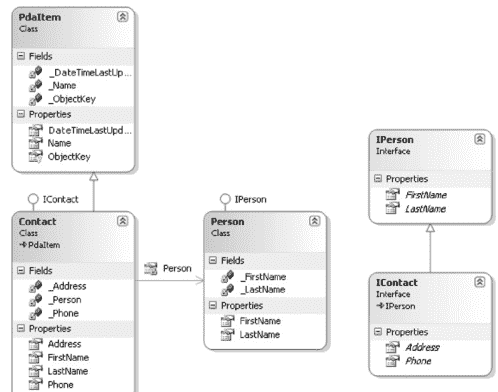 PdaItem
Class
Fields
_DateTimeLastUp...
_Name
_ObjectKey
Properties
DateTimeLastUpd...
Name
ObjectKey
IContact
Contact
Class
PdaItem
Fields
_Address
_Person
_Phone
Properties
Address
FirstName
LastName
Phone
Person
IPerson
Person
Class
Fields
_FirstName
_LastName
Properties
FirstName
LastName
IPerson
Interface
Properties
FirstName
LastName
IContact
Interface
IPerson
Properties
Address
Phone